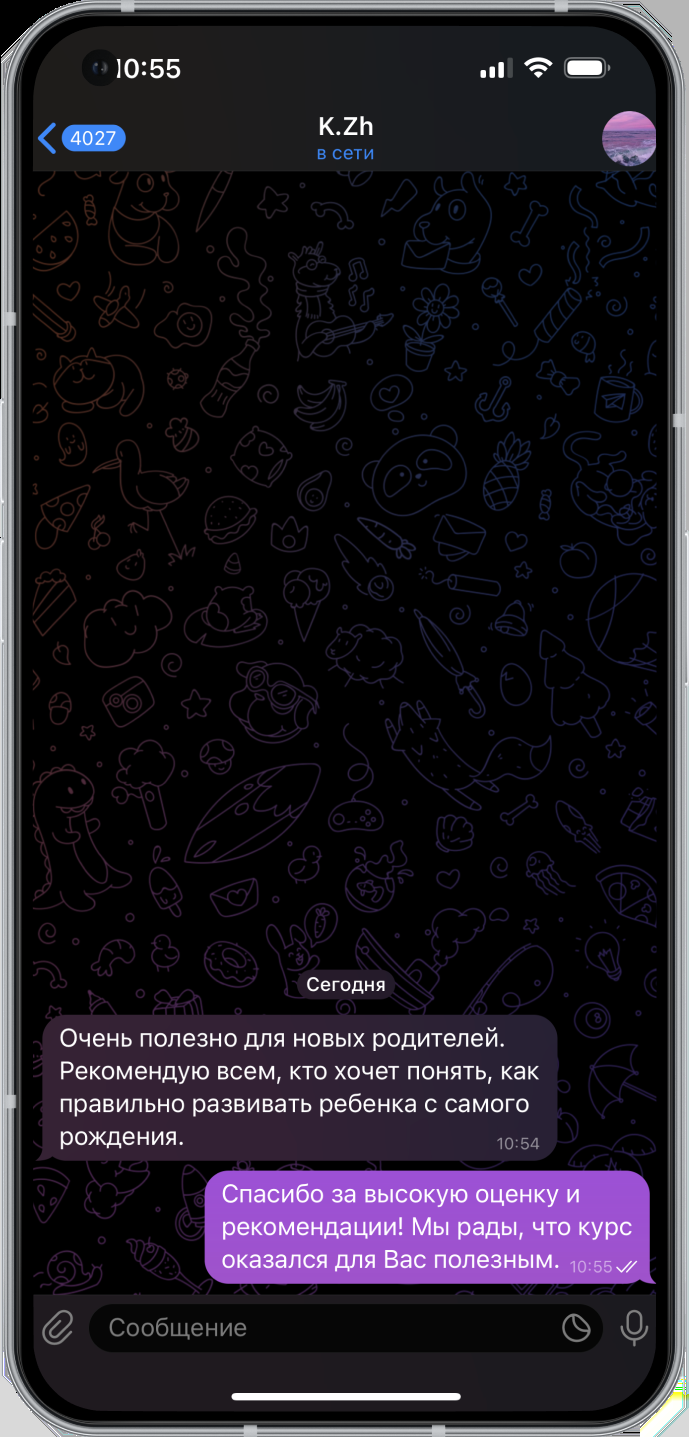 10:55
4027
K.Zh
в сети
Сегодня
Очень полезно для новых родителей.
Рекомендую всем, кто хочет понять, как
правильно развивать ребенка с самого
рождения.
10:54
Спасибо за высокую оценку и
рекомендации! Мы рады, что курс
оказался для Вас полезным. 10:55
Сообщение